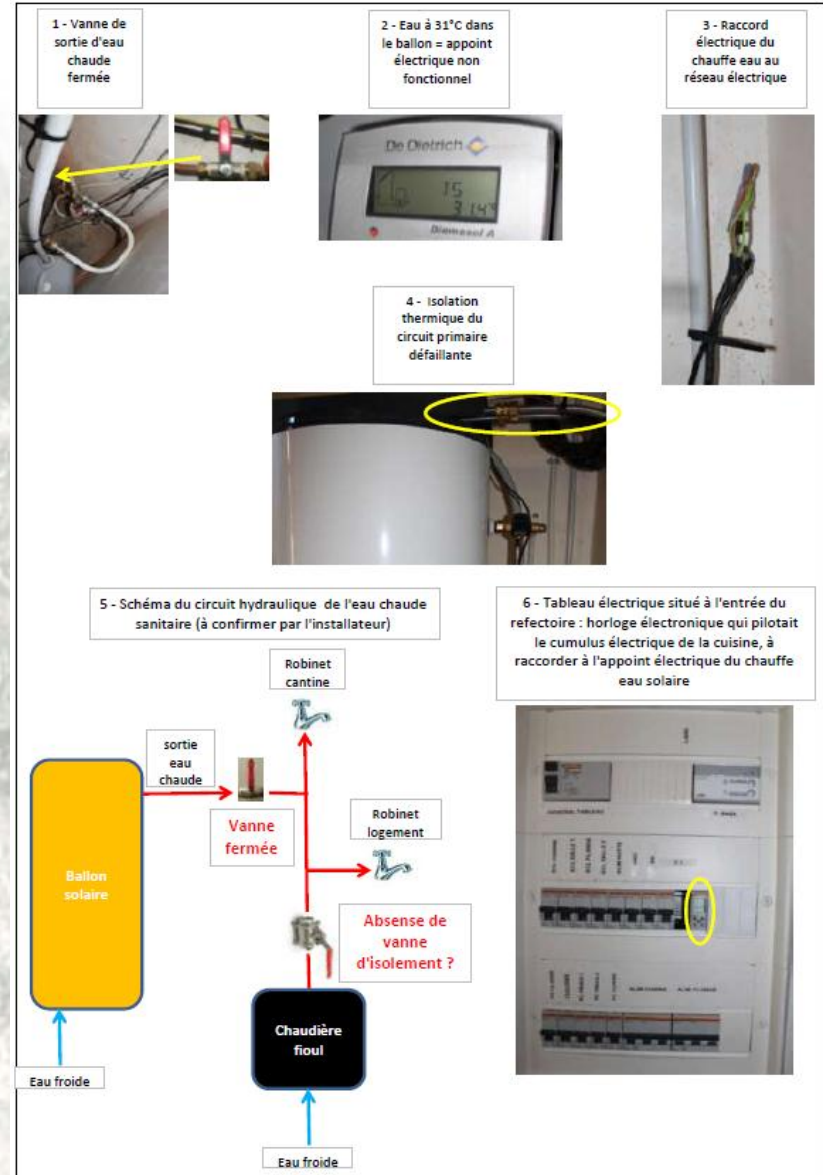 1 - Vanne de
sortie d'eau
chaude
fermée
2 - Eau à 31°C dans
le ballon = appoint
électrique non
fonctionnel
3 - Raccord
électrique du
chauffe eau au
réseau électrique
De Dietrich
TS
31.4°
Diemasol A
4 - Isolation
thermique du
circuit primaire
défaillante
5 - Schéma du circuit hydraulique de l'eau chaude
sanitaire (à confirmer par l'installateur)
6 - Tableau électrique situé à l'entrée du
refectoire : horloge électronique qui pilotait
le cumulus électrique de la cuisine, à
raccorder à l'appoint électrique du chauffe
eau solaire
Robinet
cantine
sortie
eau
chaude
Vanne
fermée
Robinet
logement
Ballon
solaire
Absense de
vanne
d'isolement ?
Chaudière
fioul
Eau froide
Eau froide
GENERAL TABLEAU